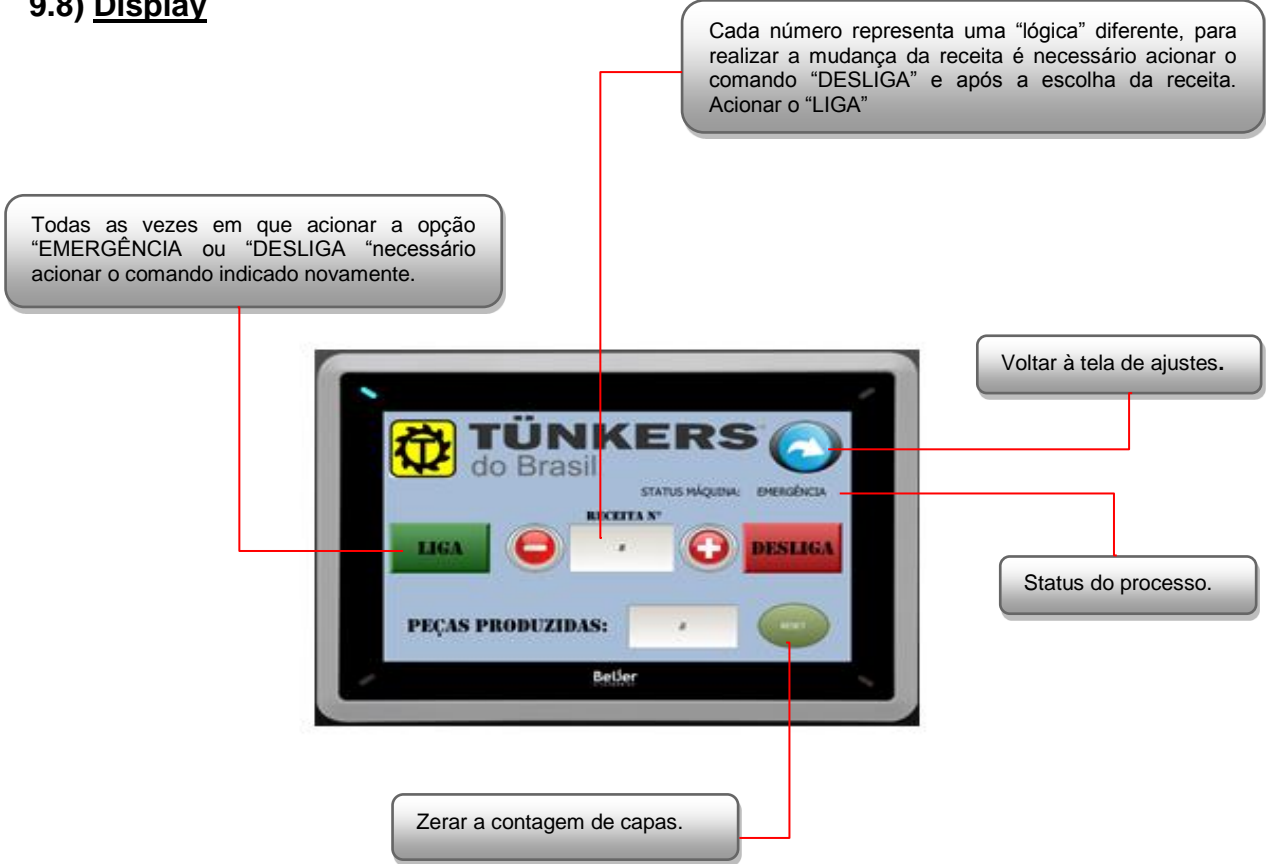 9.8) Display
Cada número representa uma “lógica” diferente, para
realizar a mudança da receita é necessário acionar o
comando “DESLIGA” e após a escolha da receita.
Acionar o “LIGA”
Todas as vezes em que acionar a opção
“EMERGÊNCIA ou “DESLIGA “necessário
acionar o comando indicado novamente.
Voltar à tela de ajustes.
TÜNKERS
do Brasil
STATUS MÁQUINA: EMERGÊNCIA
RECEITA Nº
LIGA
#
DESLIGA
Status do processo.
PEÇAS PRODUZIDAS:
#
RESET
Beijer
Zerar a contagem de capas.